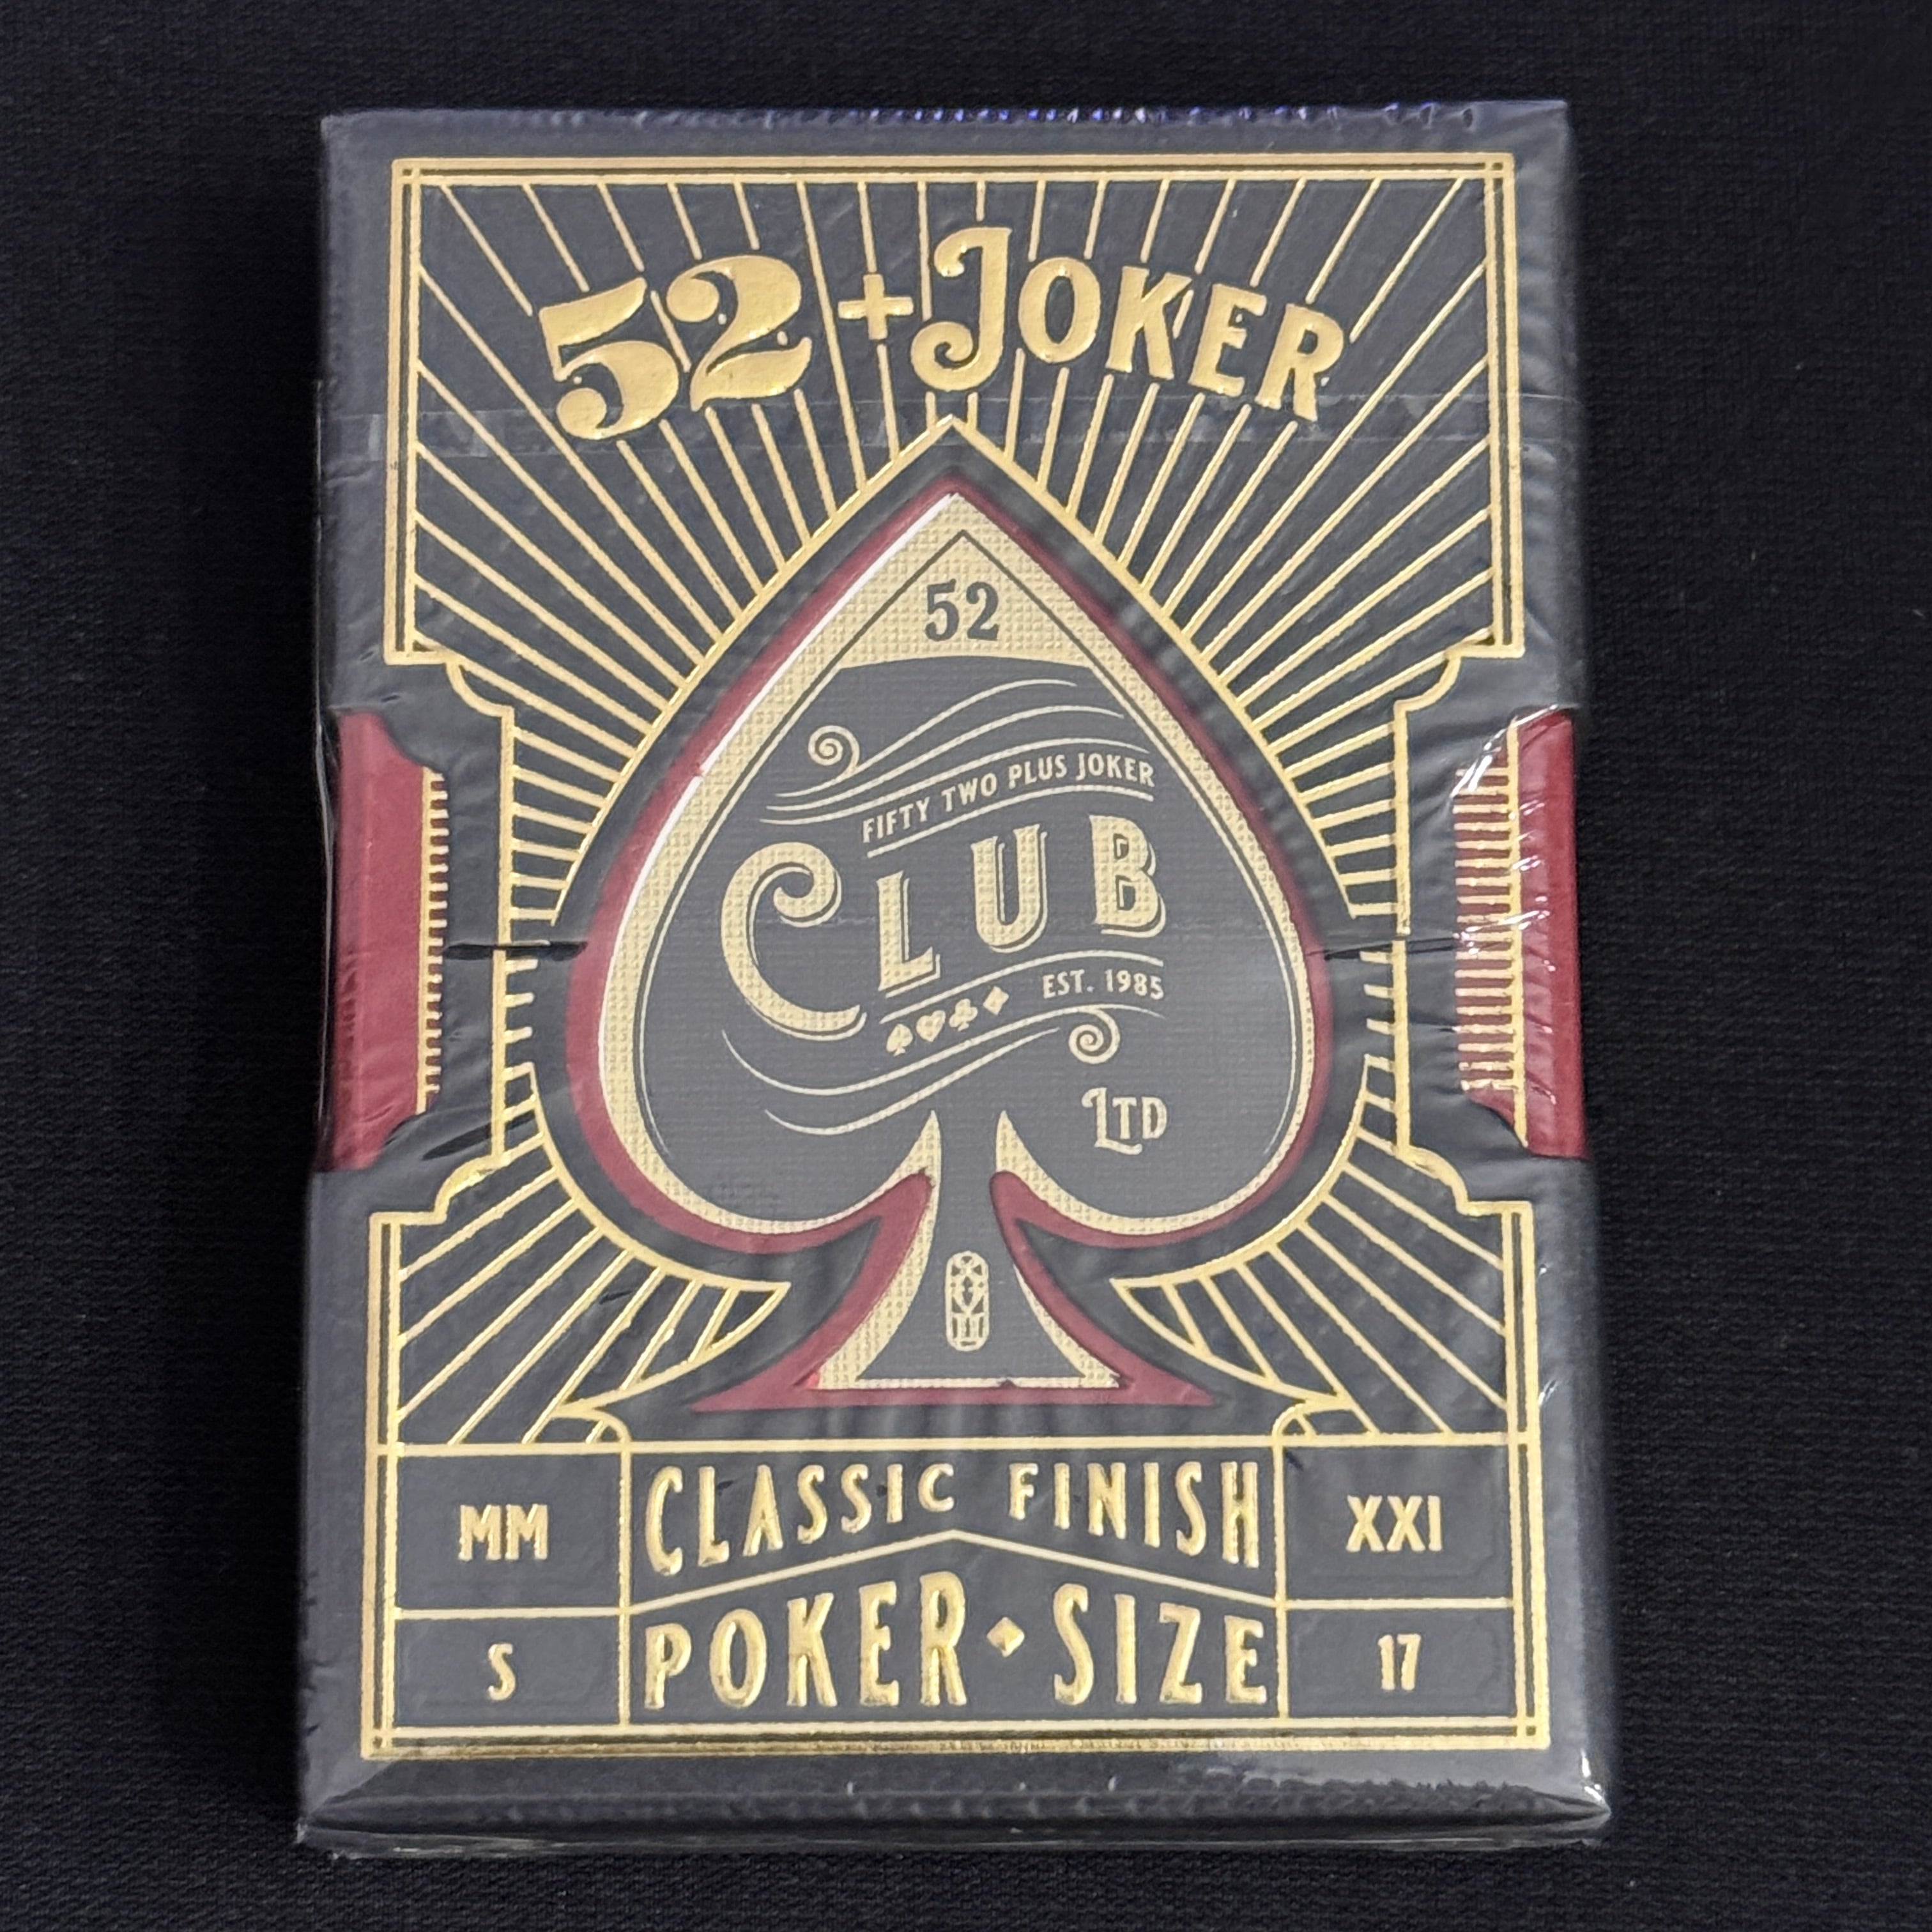 52 + JOKER
52
FIFTY TWO PLUS JOKER
CLUB
EST. 1985
LTD
MM
CLASSIC FINISH
XXI
S
POKER SIZE
17